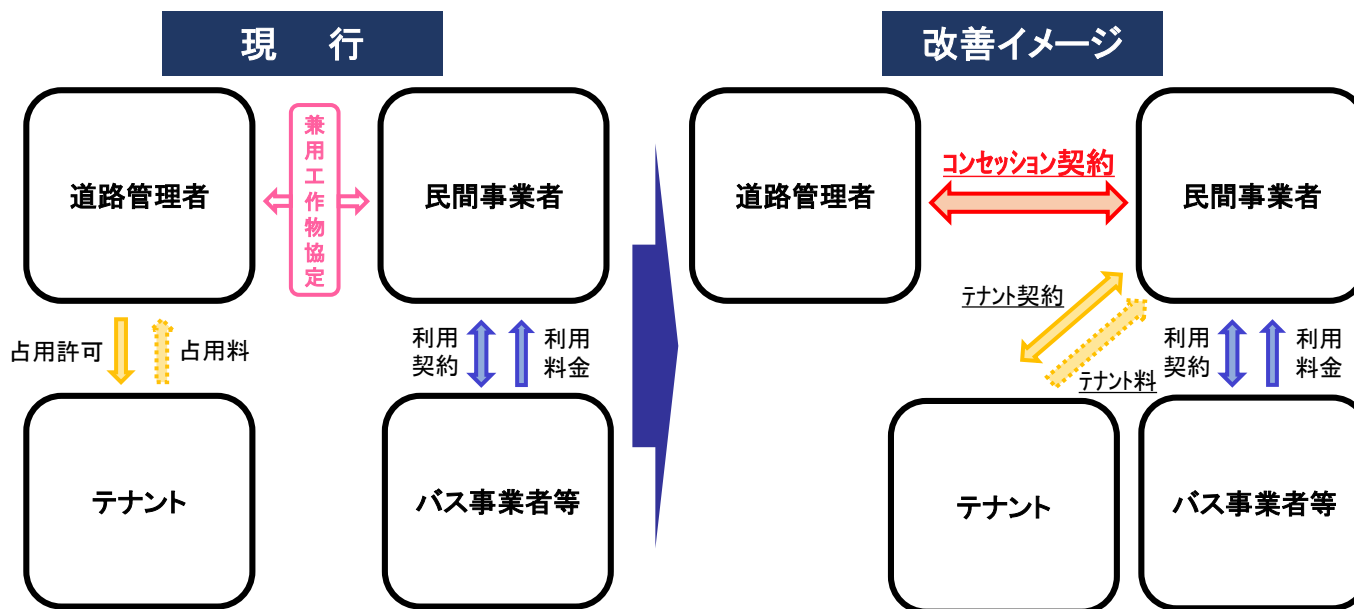 現 行
道路管理者
兼用工作物協定
民間事業者
占用許可
占用料
利用
契約
利用
料金
テナント
バス事業者等
改善イメージ
道路管理者
コンセッション契約
民間事業者
テナント契約
テナント料
利用
契約
利用
料金
テナント
バス事業者等